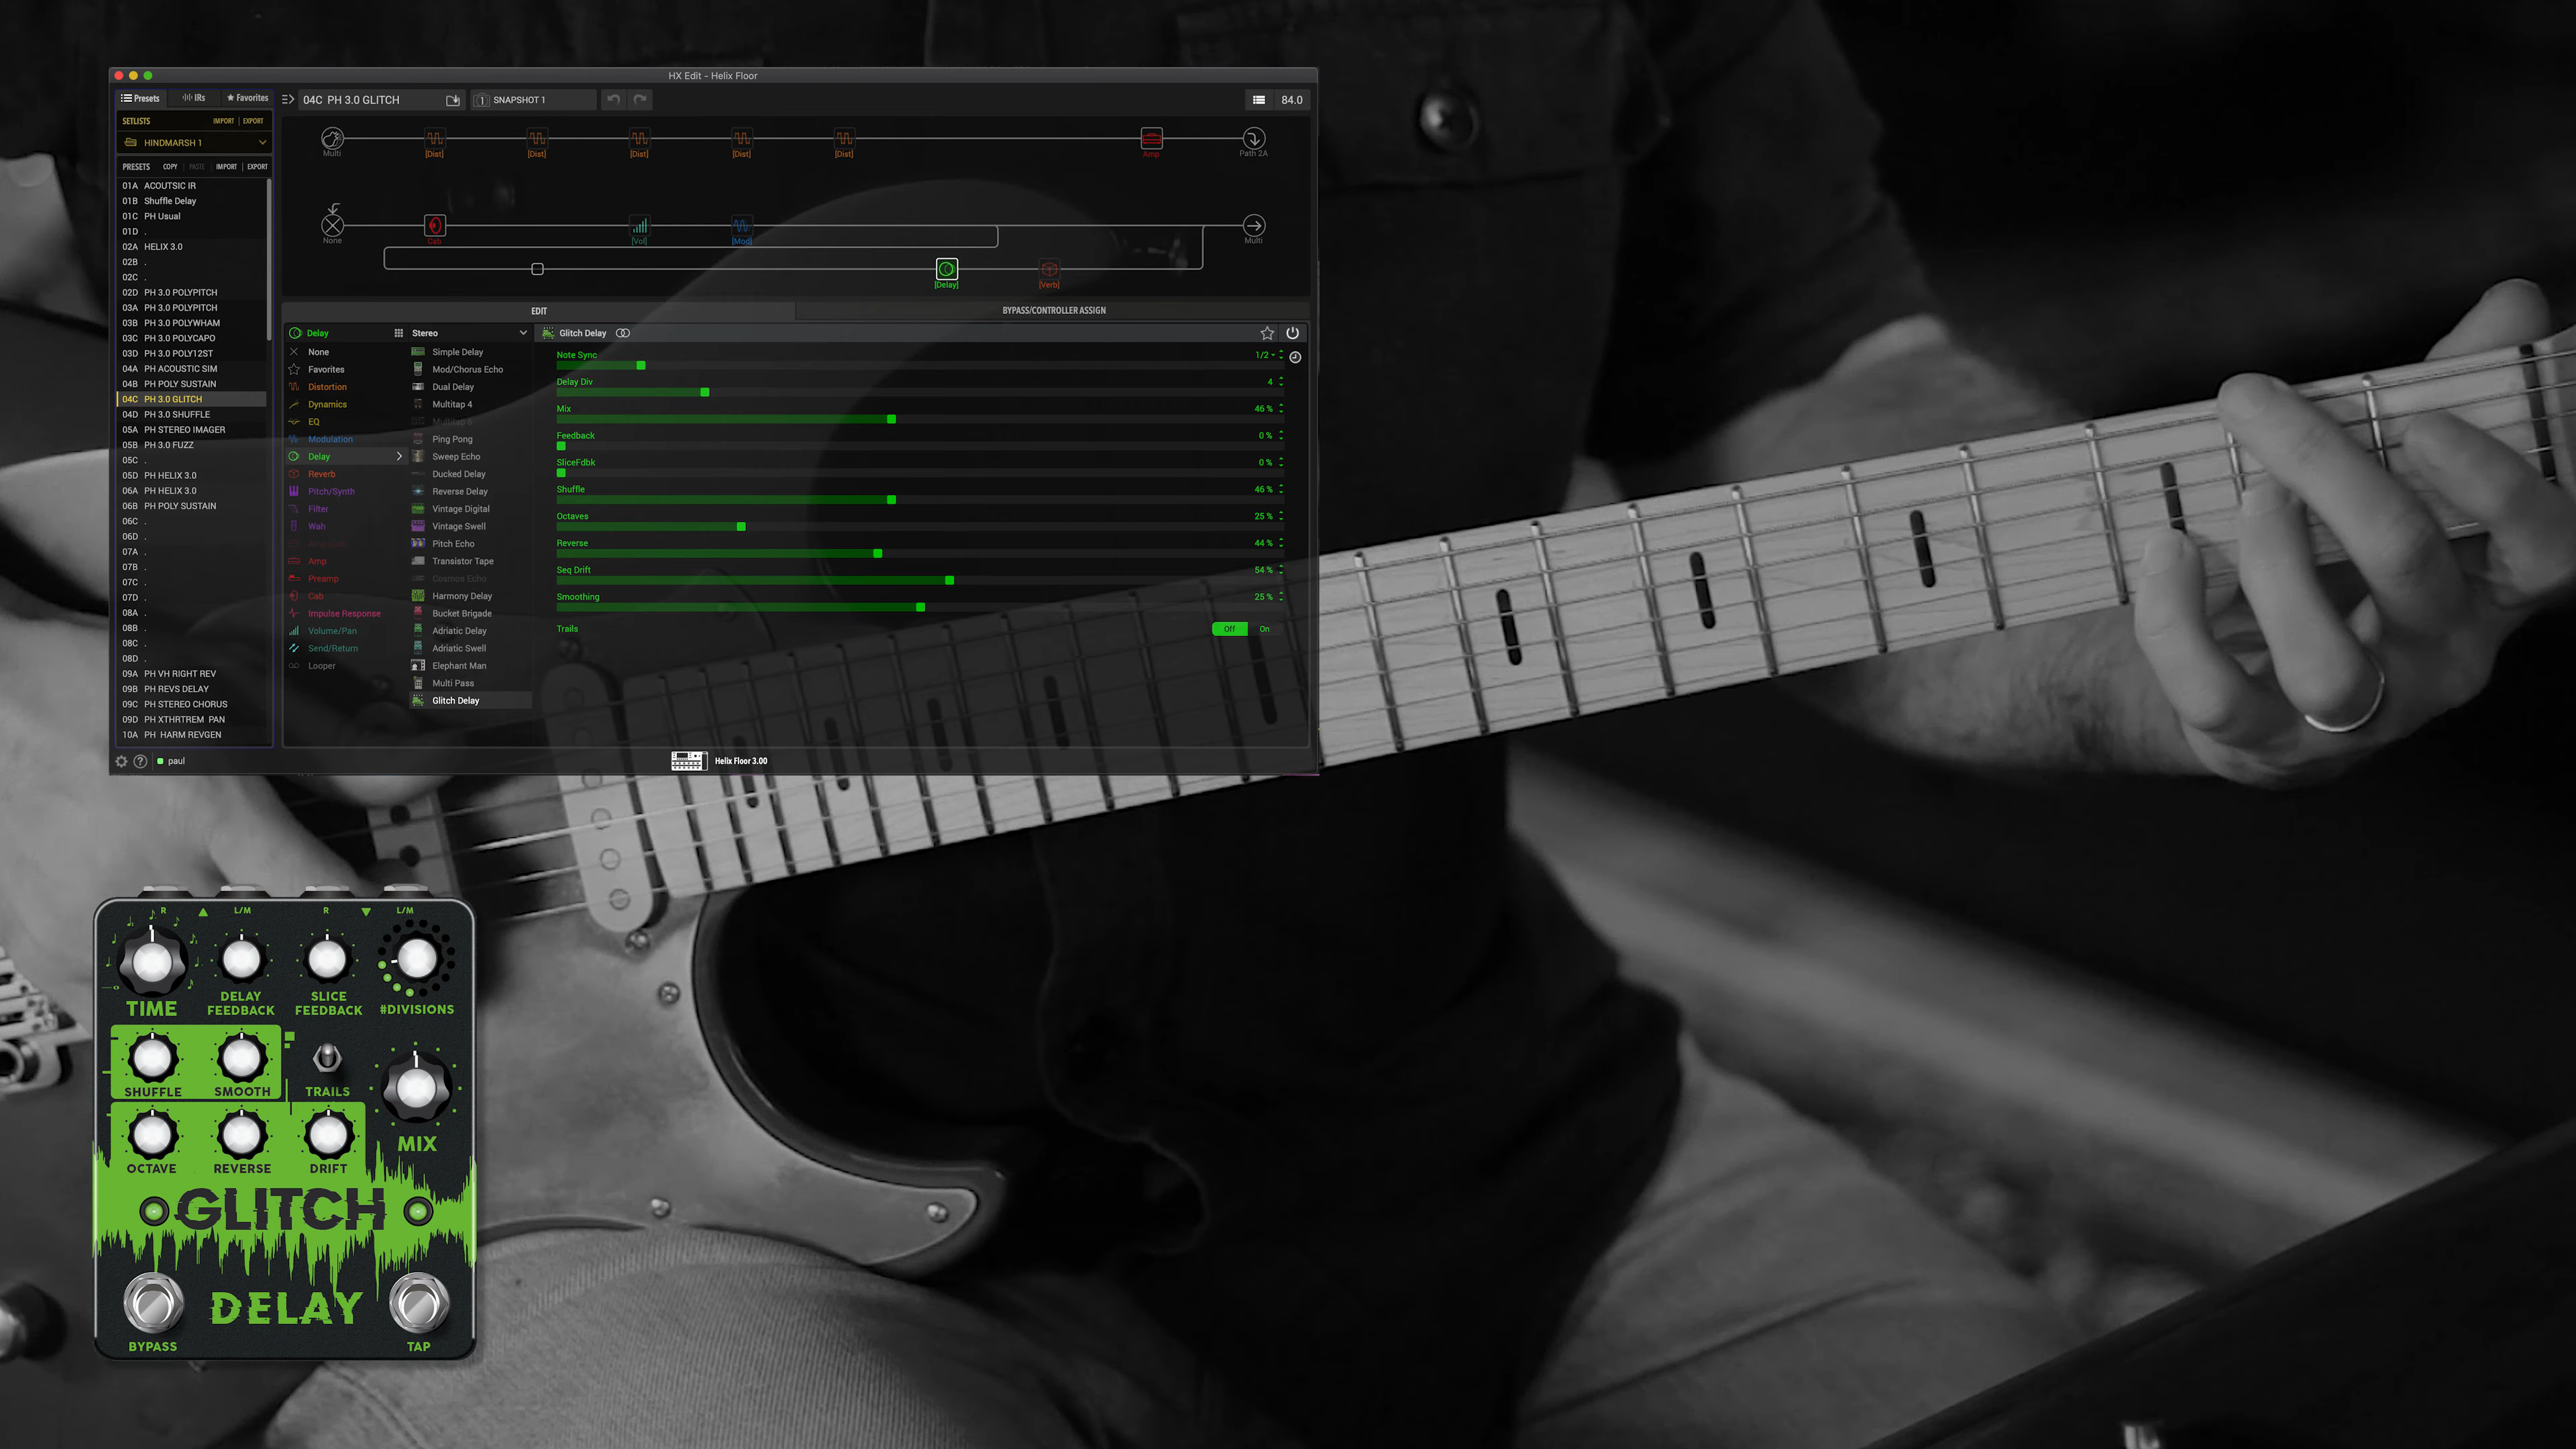 HX Edit - Helix Floor
Presets IRs Favorites
04C PH 3.0 GLITCH
1 SNAPSHOT 1
84.0
SETLISTS IMPORT | EXPORT
HINDMARSH 1
PRESETS COPY | PASTE | IMPORT | EXPORT
01A ACOUTSIC IR
01B Shuffle Delay
01C PH Usual
01D .
02A HELIX 3.0
02B .
02C .
02D PH 3.0 POLYPITCH
03A PH 3.0 POLYPITCH
03B PH 3.0 POLYWHAM
03C PH 3.0 POLYCAPO
03D PH 3.0 POLY12ST
04A PH ACOUSTIC SIM
04B PH POLY SUSTAIN
04C PH 3.0 GLITCH
04D PH 3.0 SHUFFLE
05A PH STEREO IMAGER
05B PH 3.0 FUZZ
05C .
05D PH HELIX 3.0
06A PH HELIX 3.0
06B PH POLY SUSTAIN
06C .
06D .
07A .
07B .
07C .
07D .
08A .
08B .
08C .
08D .
09A PH VH RIGHT REV
09B PH REVS DELAY
09C PH STEREO CHORUS
09D PH XTHRTREM PAN
10A PH HARM REVGEN
paul
Multi [Dist] [Dist] [Dist] [Dist] [Dist] Amp Path 2A
None Cab [Vol] [Mod] Multi
[Delay] [Verb]
EDIT
BYPASS/CONTROLLER ASSIGN
Delay
None
Favorites
Distortion
Dynamics
EQ
Modulation
Delay
Reverb
Pitch/Synth
Filter
Wah
Amp
Preamp
Cab
Impulse Response
Volume/Pan
Send/Return
Looper
Stereo
Simple Delay
Mod/Chorus Echo
Dual Delay
Multitap 4
Multitap 6
Ping Pong
Sweep Echo
Ducked Delay
Reverse Delay
Vintage Digital
Vintage Swell
Pitch Echo
Transistor Tape
Cosmos Echo
Harmony Delay
Bucket Brigade
Adriatic Delay
Adriatic Swell
Elephant Man
Multi Pass
Glitch Delay
Glitch Delay
Note Sync 1/2
Delay Div 4
Mix 46 %
Feedback 0 %
SliceFdbk 0 %
Shuffle 46 %
Octaves 25 %
Reverse 44 %
Seq Drift 54 %
Smoothing 25 %
Trails Off On
Helix Floor 3.00
R L/M R L/M
TIME
DELAY FEEDBACK
SLICE FEEDBACK
#DIVISIONS
SHUFFLE SMOOTH TRAILS
MIX
OCTAVE REVERSE DRIFT
GLITCH
DELAY
BYPASS TAP